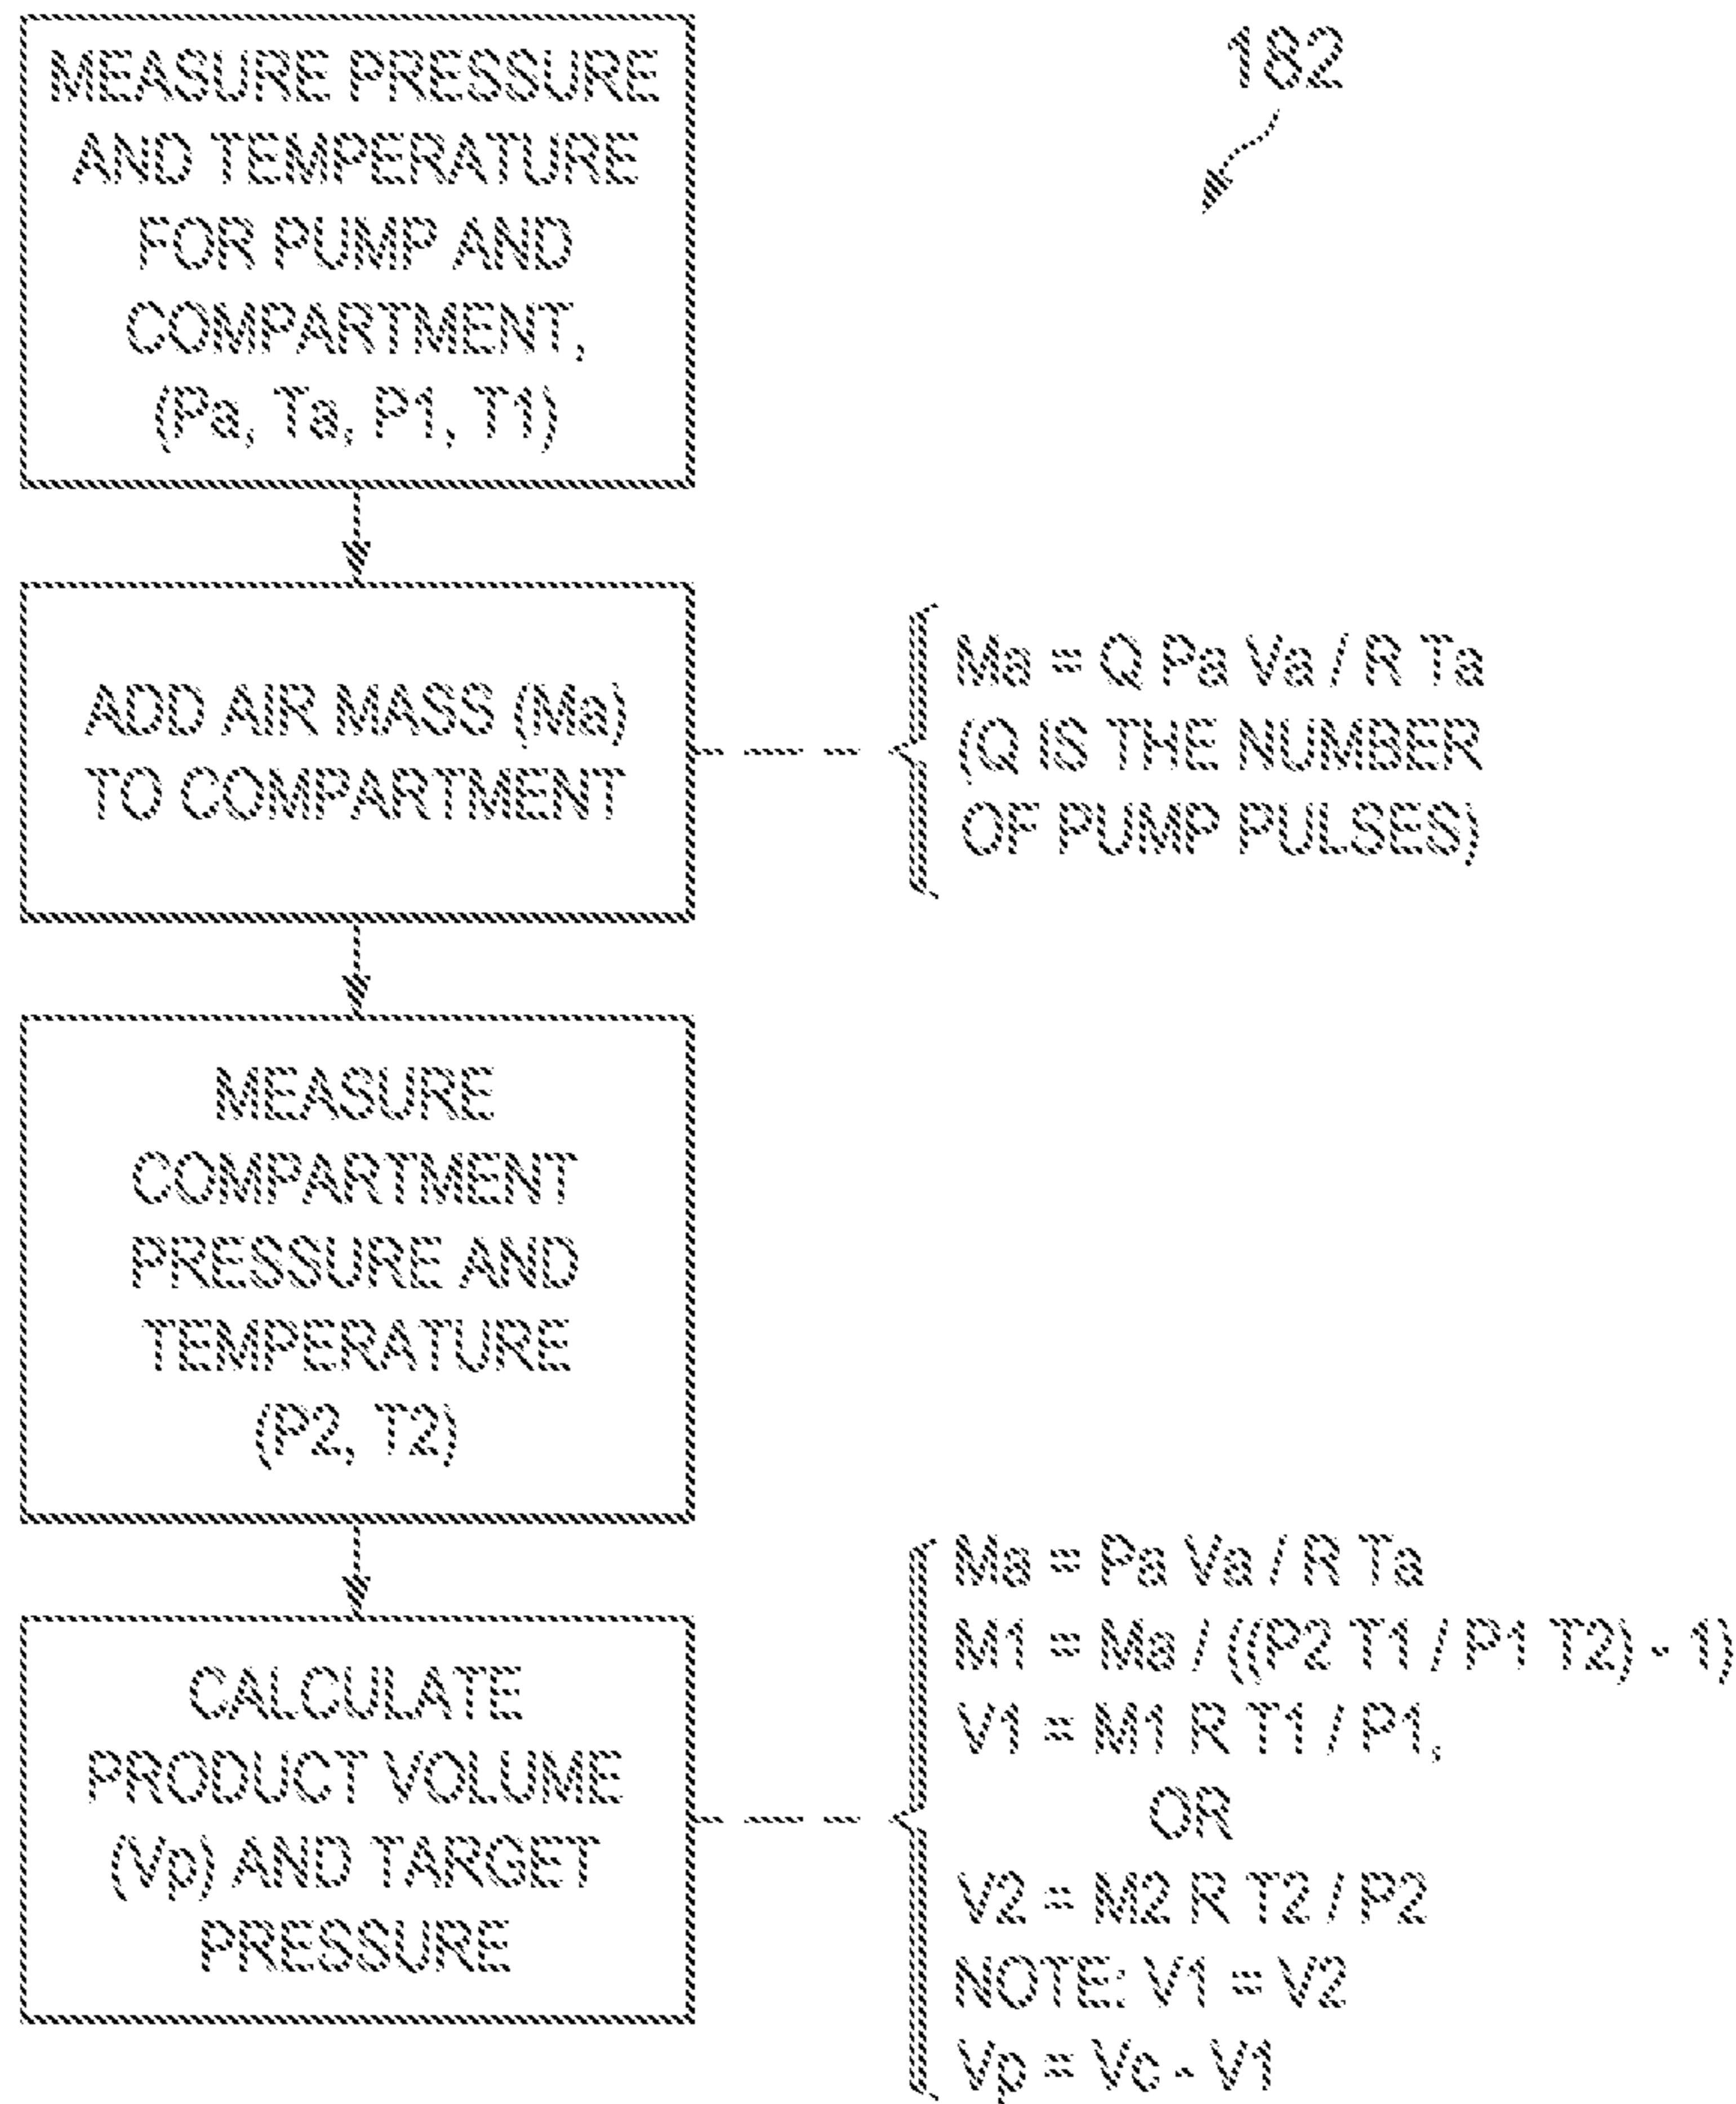 182
MEASURE PRESSURE
AND TEMPERATURE
FOR PUMP AND
COMPARTMENT,
(Pa, Ta, P1, T1)
ADD AIR MASS (Ma)
TO COMPARTMENT
Ma = Q Pa Va / R Ta
(Q IS THE NUMBER
OF PUMP PULSES)
MEASURE
COMPARTMENT
PRESSURE AND
TEMPERATURE
(P2, T2)
CALCULATE
PRODUCT VOLUME
(Vp) AND TARGET
PRESSURE
Ma = Pa Va / R Ta
M1 = Ma / ((P2 T1 / P1 T2) - 1)
V1 = M1 R T1 / P1,
OR
V2 = M2 R T2 / P2
NOTE: V1 = V2
Vp = Vc - V1